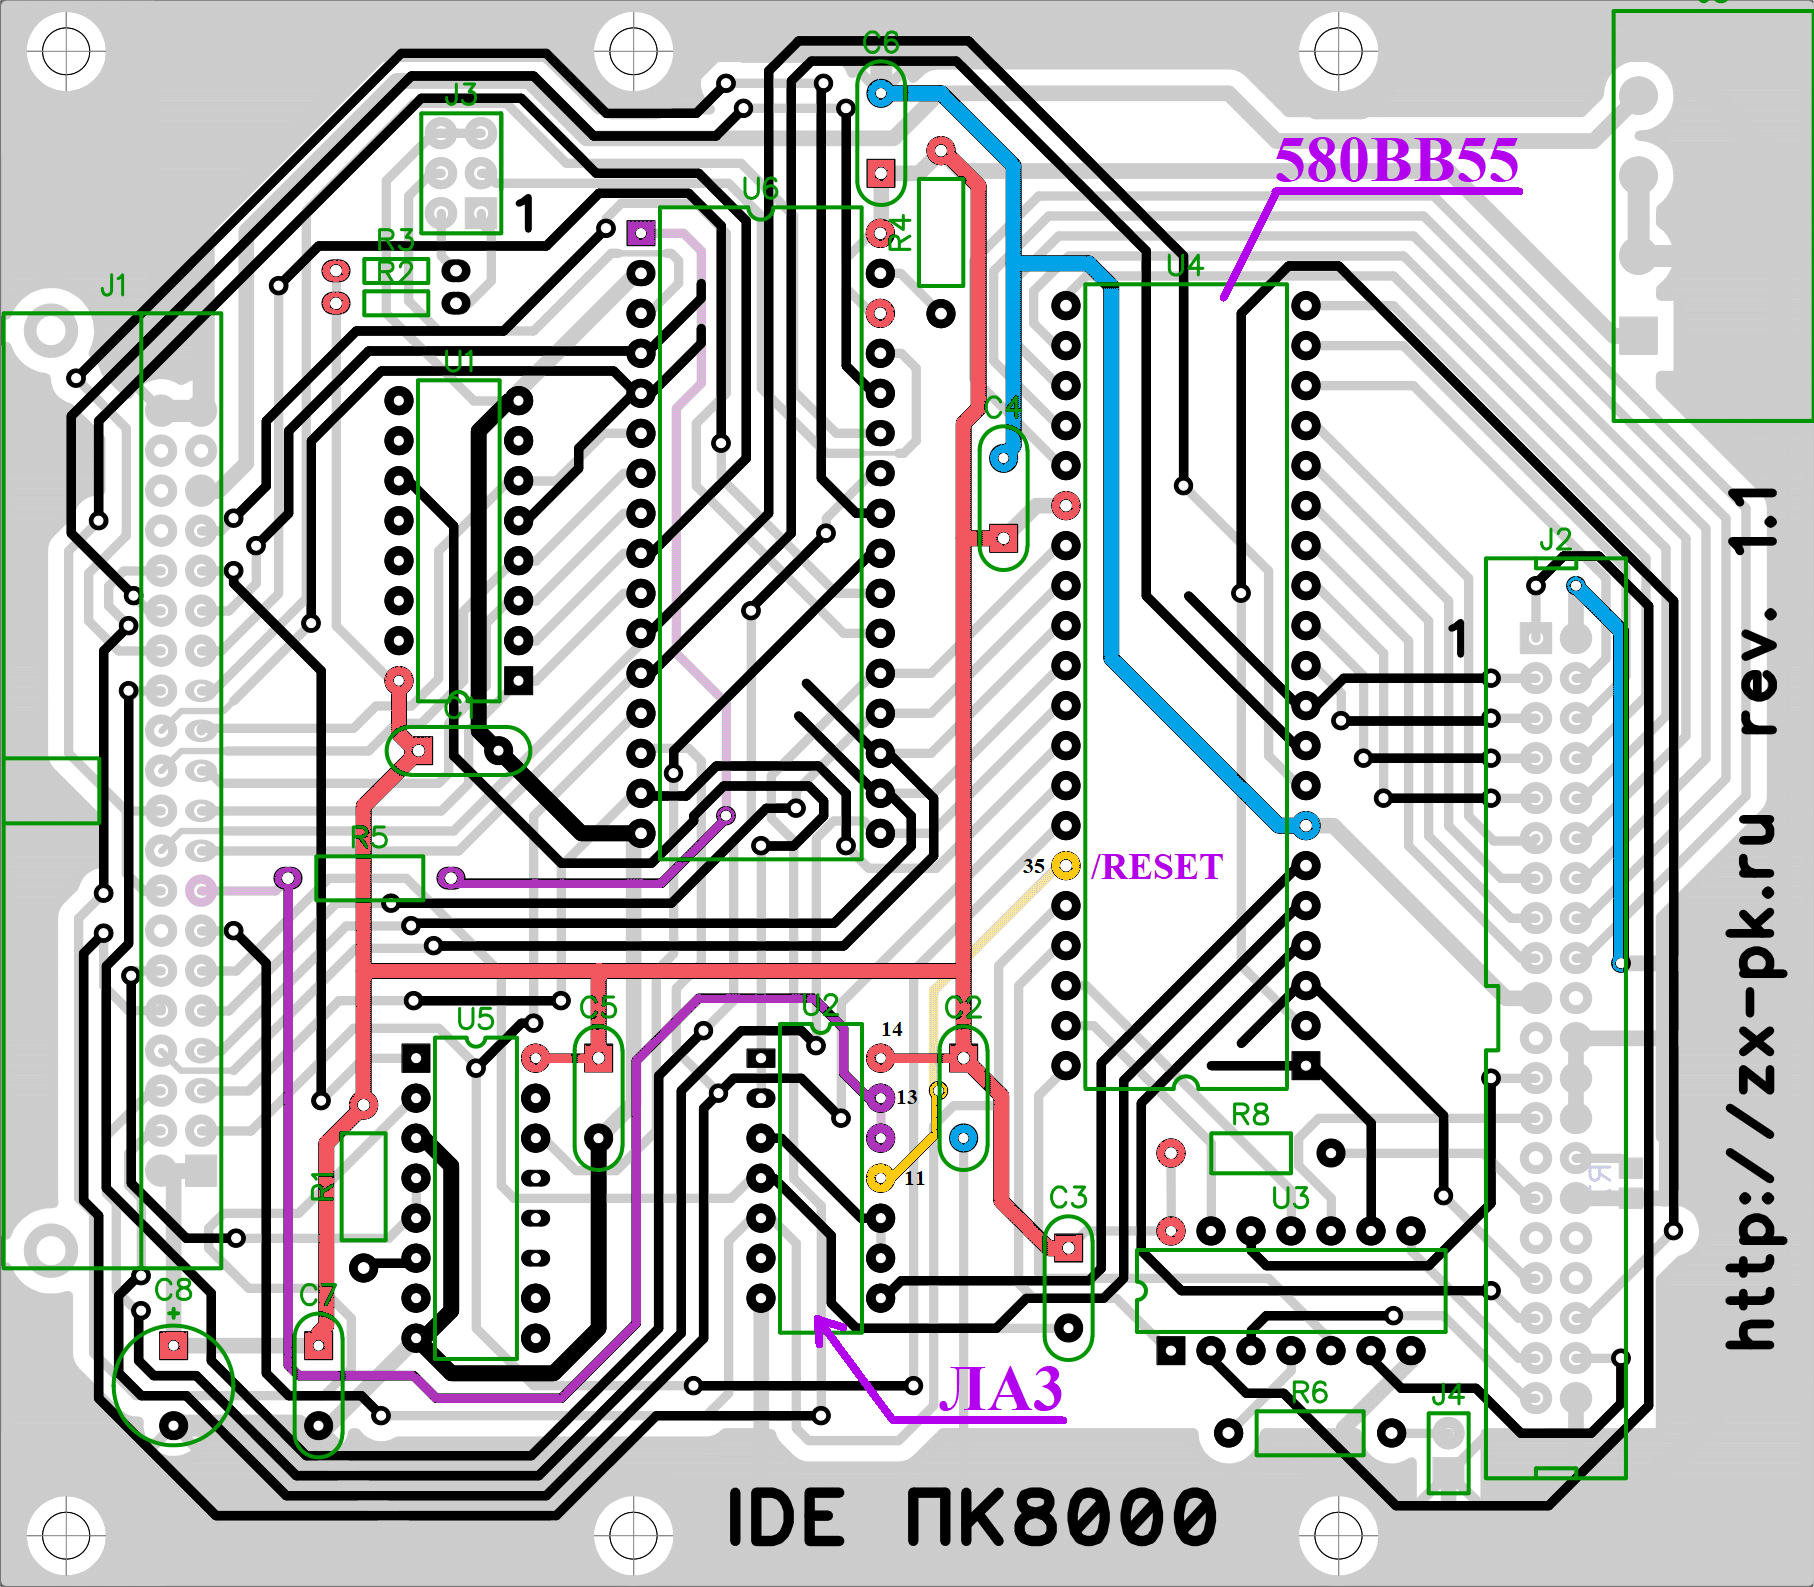 C6
J3
580ВВ55
U6
1
R4
R3
R2
U4
J1
U1
C4
J2
1
http://zx-pk.ru rev. 1.1
C1
R5
35
/RESET
C5
U2
C2
U5
14
13
11
R8
R1
C3
U3
C8
+
C7
ЛА3
R6
J4
IDE ПК8000